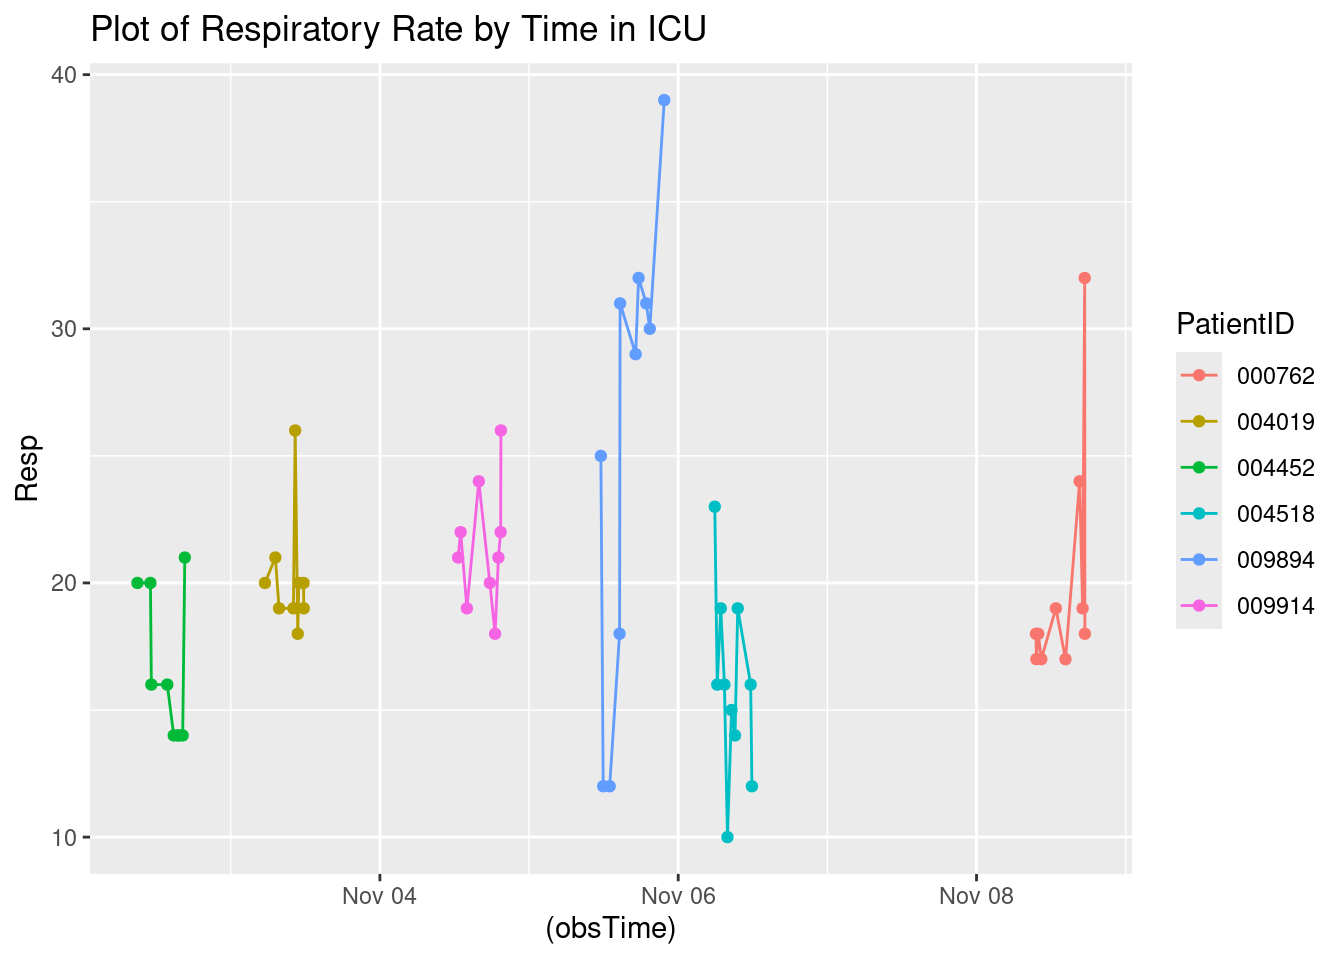 Plot of Respiratory Rate by Time in ICU
40
30
20
10
Resp
Nov 04
Nov 06
Nov 08
(obsTime)
PatientID
000762
004019
004452
004518
009894
009914